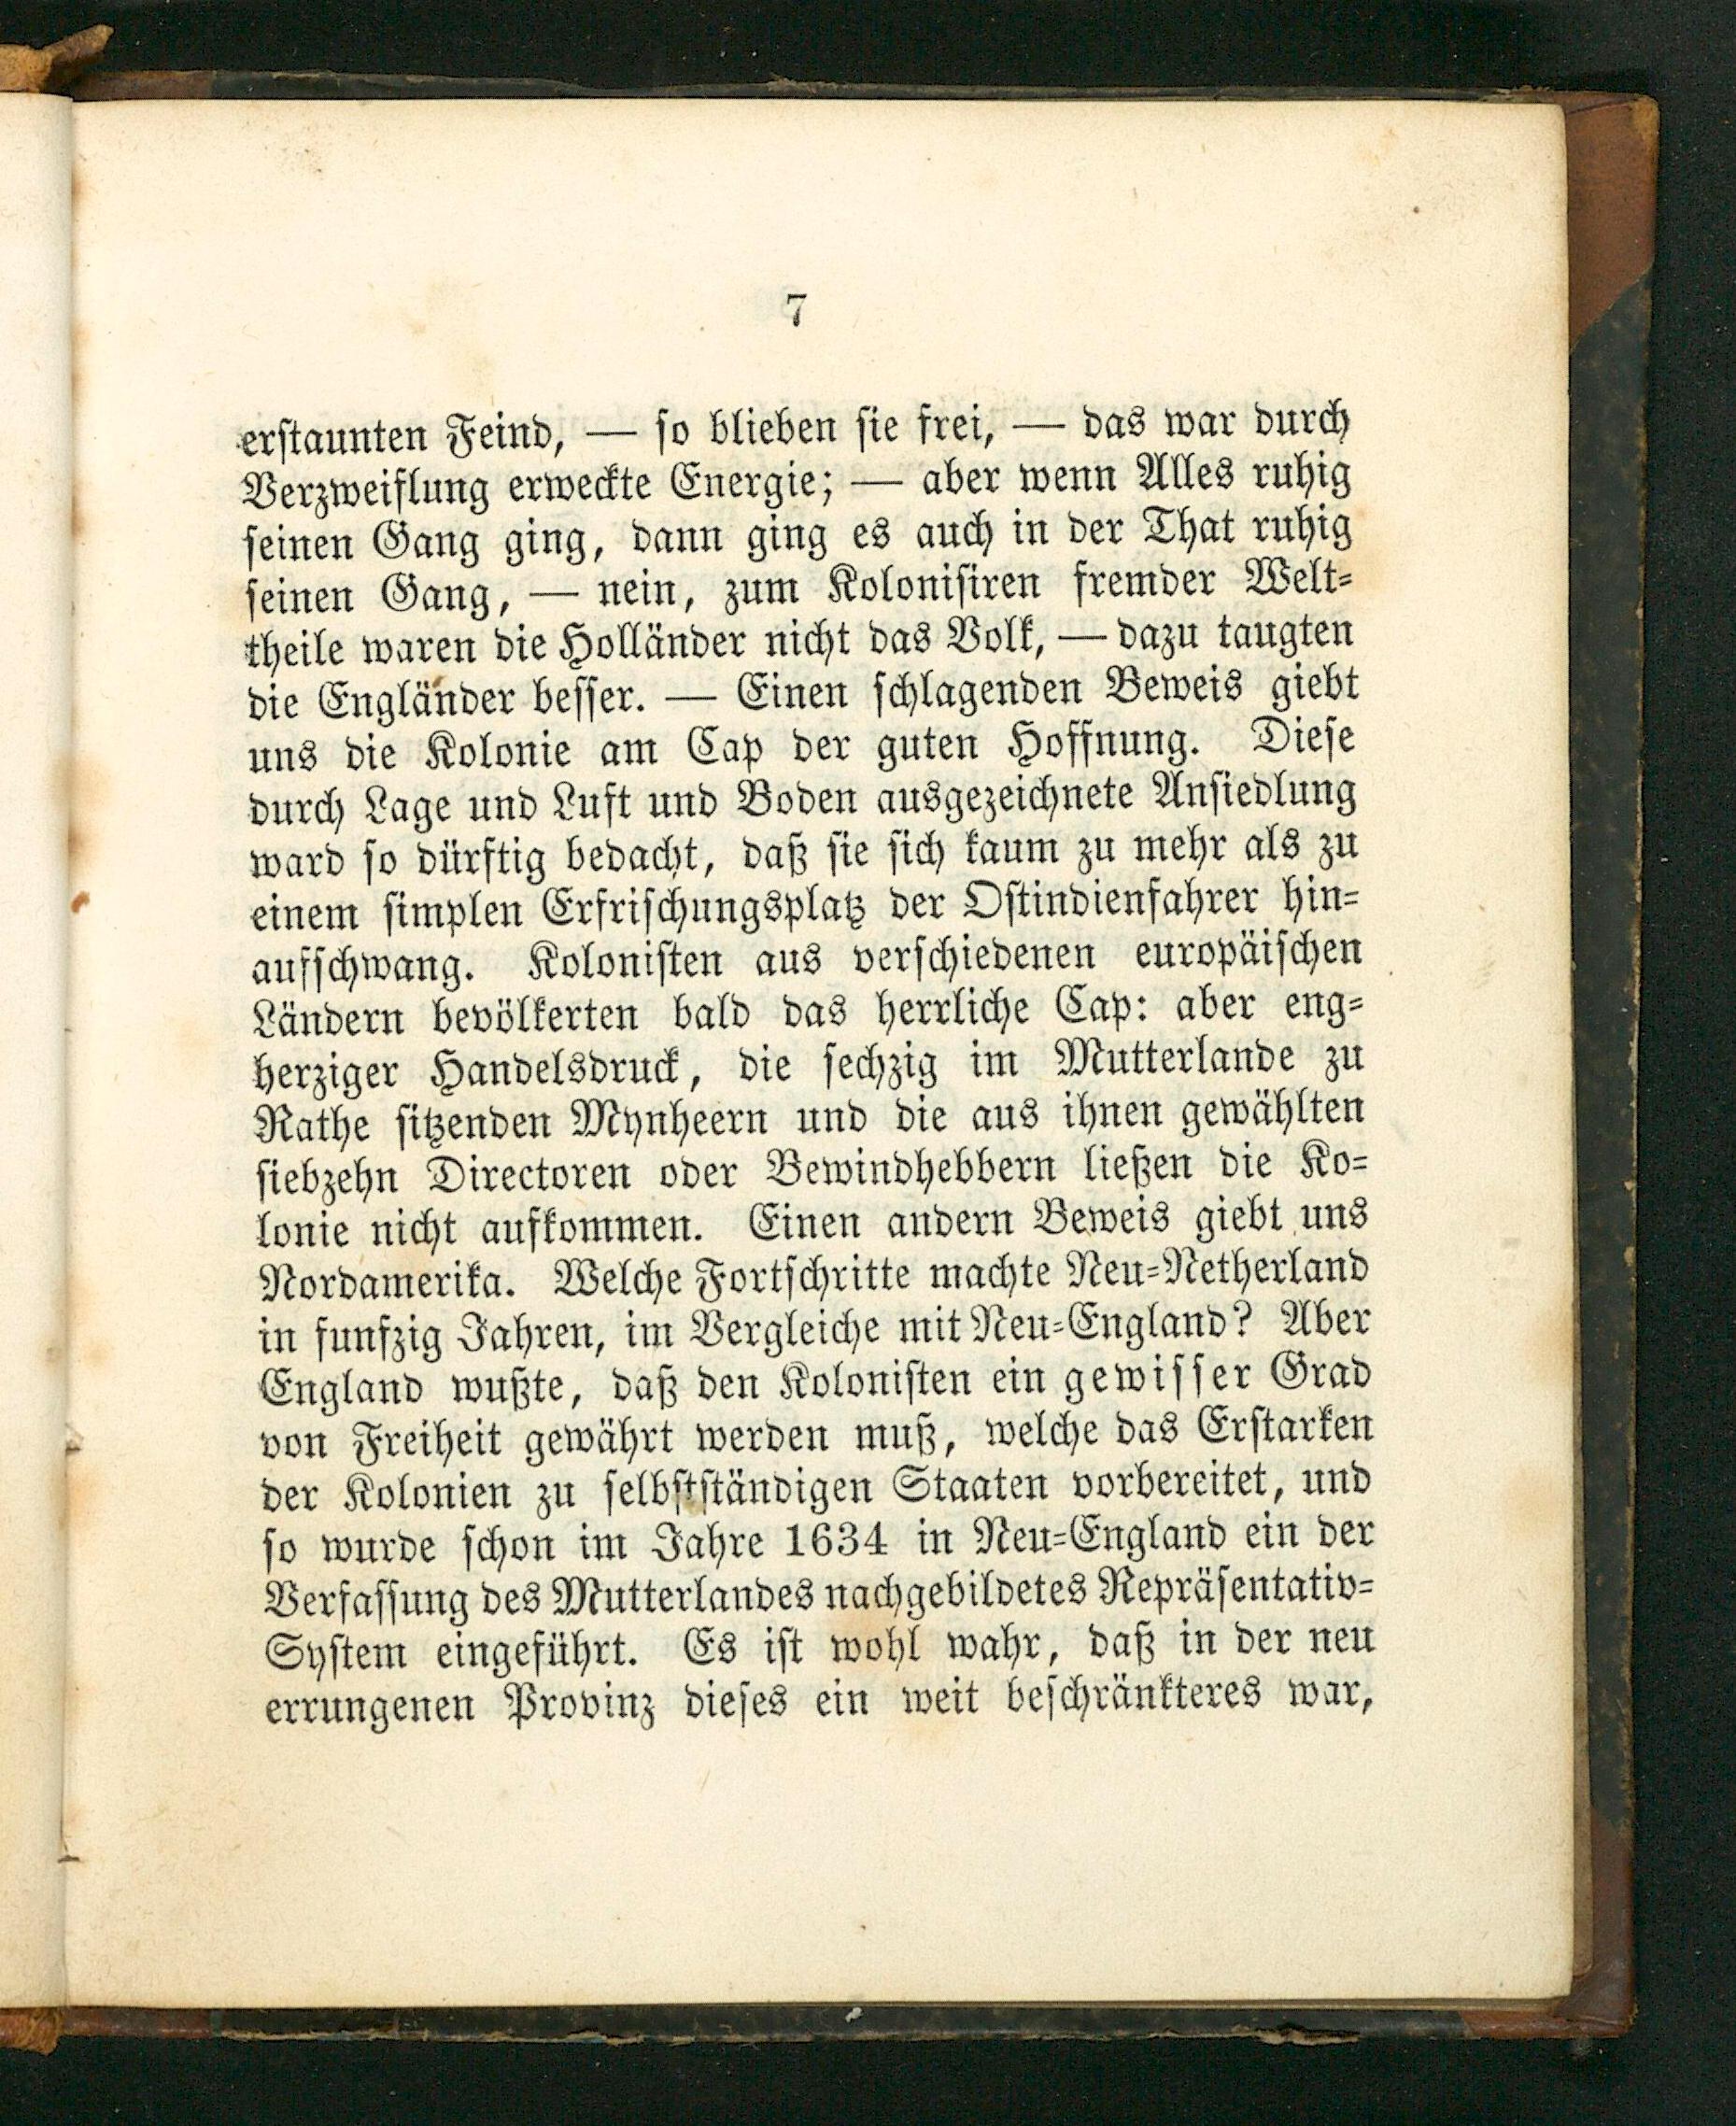 7
erstaunten Feind, — so blieben sie frei, — das war durch
Verzweiflung erweckte Energie; — aber wenn Alles ruhig
seinen Gang ging, dann ging es auch in der That ruhig
seinen Gang, — nein, zum Kolonisiren fremder Welt-
theile waren die Holländer nicht das Volk, — dazu taugten
die Engländer besser. — Einen schlagenden Beweis giebt
uns die Kolonie am Cap der guten Hoffnung. Diese
durch Lage und Luft und Boden ausgezeichnete Ansiedlung
ward so dürftig bedacht, daß sie sich kaum zu mehr als zu
einem simplen Erfrischungsplatz der Ostindienfahrer hin-
aufschwang. Kolonisten aus verschiedenen europäischen
Ländern bevölkerten bald das herrliche Cap: aber eng-
herziger Handelsdruck, die sechzig im Mutterlande zu
Rathe sitzenden Mynheern und die aus ihnen gewählten
siebzehn Directoren oder Bewindhebbern ließen die Ko-
lonie nicht aufkommen. Einen andern Beweis giebt uns
Nordamerika. Welche Fortschritte machte Neu-Netherland
in funfzig Jahren, im Vergleiche mit Neu-England? Aber
England wußte, daß den Kolonisten ein gewisser Grad
von Freiheit gewährt werden muß, welche das Erstarken
der Kolonien zu selbstständigen Staaten vorbereitet, und
so wurde schon im Jahre 1634 in Neu-England ein der
Verfassung des Mutterlandes nachgebildetes Repräsentativ-
System eingeführt. Es ist wohl wahr, daß in der neu
errungenen Provinz dieses ein weit beschränkteres war,